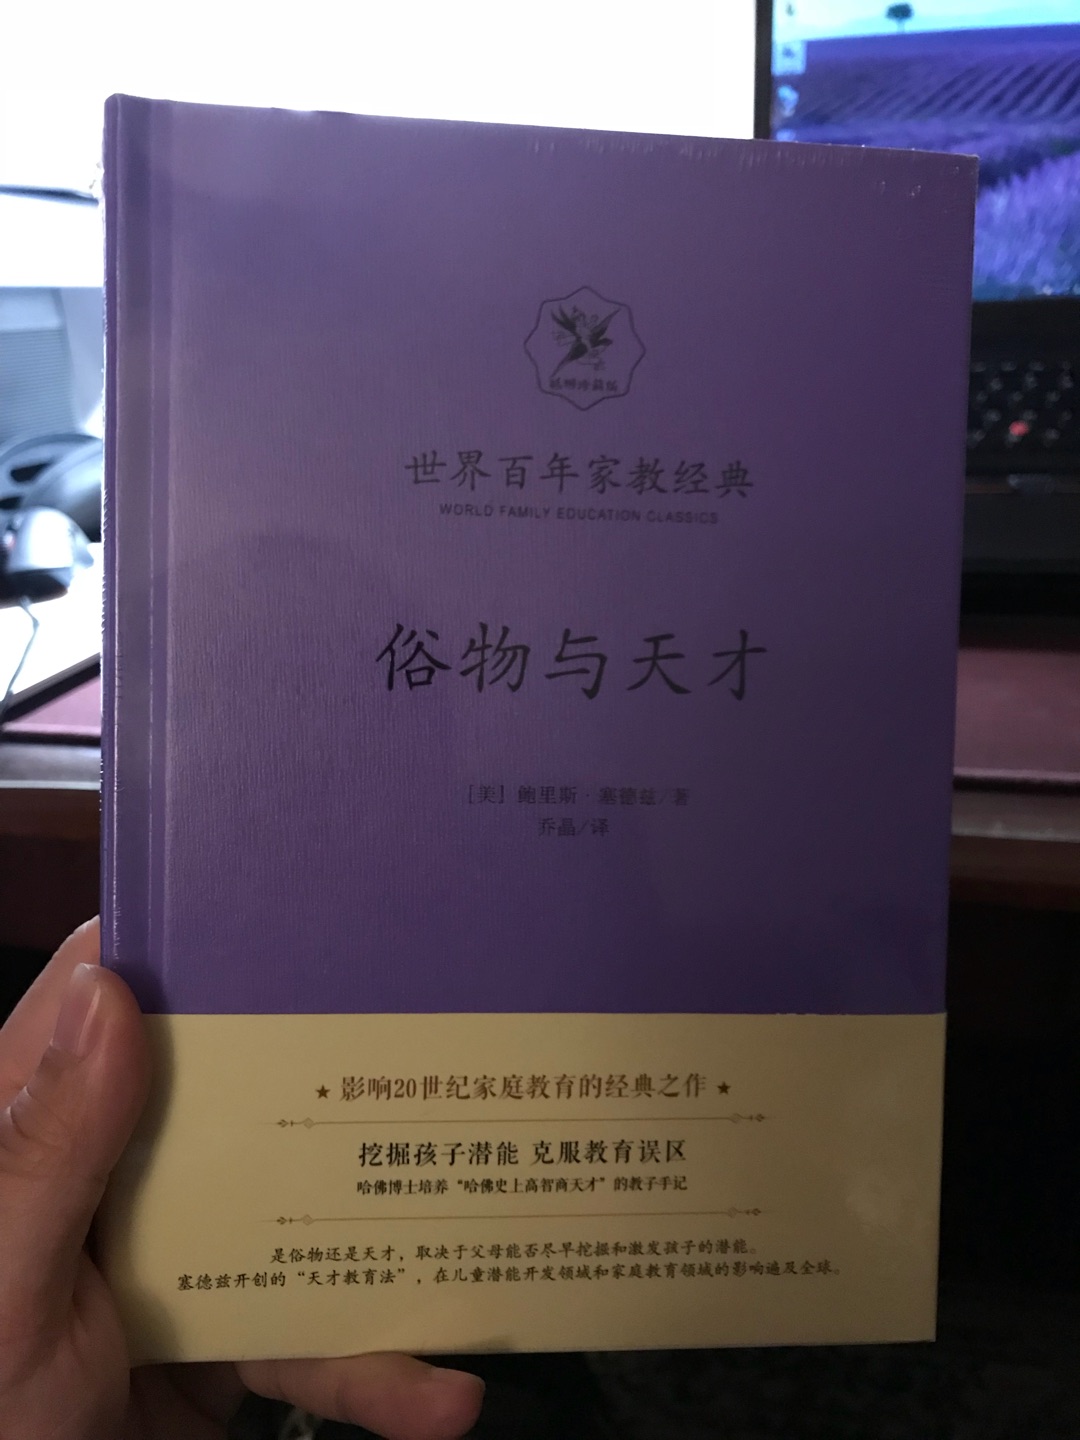 世界百年家教经典
WORLD FAMILY EDUCATION CLASSICS
俗物与天才
[美] 鲍里斯·塞德兹/著
乔晶/译
★ 影响20世纪家庭教育的经典之作 ★
挖掘孩子潜能 克服教育误区
哈佛博士培养“哈佛史上高智商天才”的教子手记
是俗物还是天才，取决于父母能否尽早挖掘和激发孩子的潜能。
塞德兹开创的“天才教育法”，在儿童潜能开发领域和家庭教育领域的影响遍及全球。